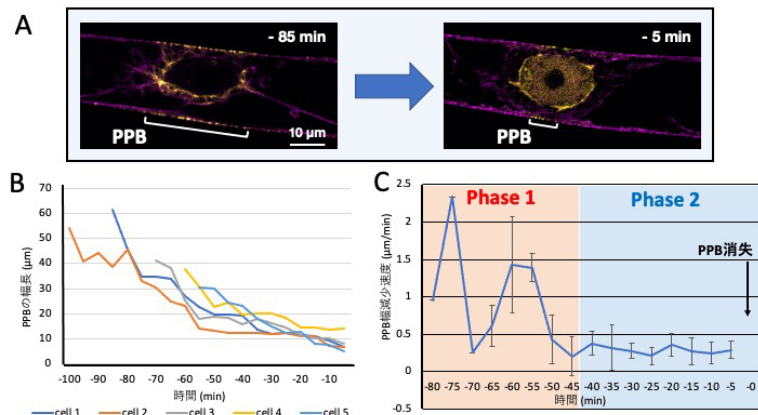 A
- 85 min
- 5 min
PPB
10 µm
PPB
B
PPBの幅長 (µm)
70
60
50
40
30
20
10
0
-100 -90 -80 -70 -60 -50 -40 -30 -20 -10
時間 (min)
cell 1 cell 2 cell 3 cell 4 cell 5
C
PPB幅減少速度 (µm/min)
2.5
2
1.5
1
0.5
0
-0.5
Phase 1
Phase 2
PPB消失
-80 -75 -70 -65 -60 -55 -50 -45 -40 -35 -30 -25 -20 -15 -10 -5 -0
時間 (min)